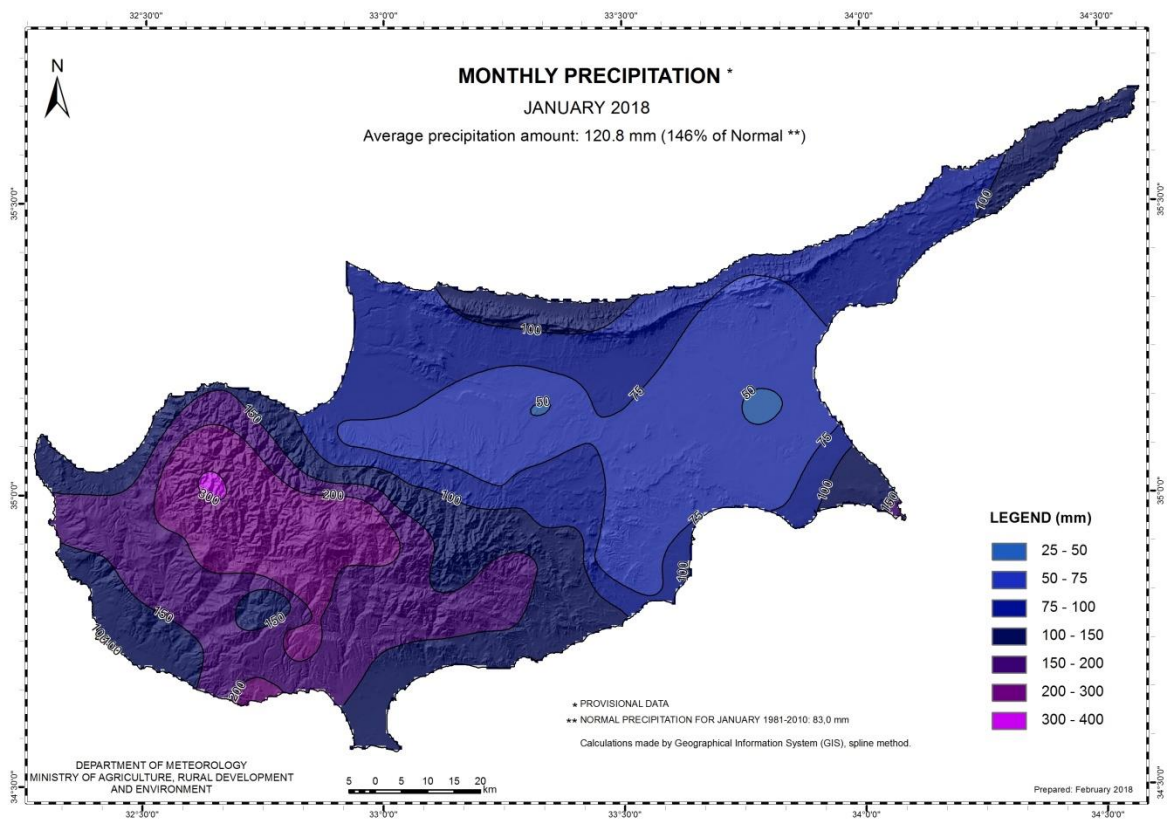 32°30'0"
33°0'0"
33°30'0"
34°0'0"
34°30'0"
N
MONTHLY PRECIPITATION *
JANUARY 2018
Average precipitation amount: 120.8 mm (146% of Normal **)
35°30'0"
35°30'0"
100
100
75
50
50
150
75
200
100
100
300
150
35°0'0"
35°0'0"
75
100
150
150
100
200
LEGEND (mm)
25 - 50
50 - 75
75 - 100
100 - 150
150 - 200
200 - 300
300 - 400
* PROVISIONAL DATA
** NORMAL PRECIPITATION FOR JANUARY 1981-2010: 83,0 mm
Calculations made by Geographical Information System (GIS), spline method.
DEPARTMENT OF METEOROLOGY
MINISTRY OF AGRICULTURE, RURAL DEVELOPMENT
AND ENVIRONMENT
5 0 5 10 15 20
km
Prepared: February 2018
34°30'0"
34°30'0"
32°30'0"
33°0'0"
33°30'0"
34°0'0"
34°30'0"